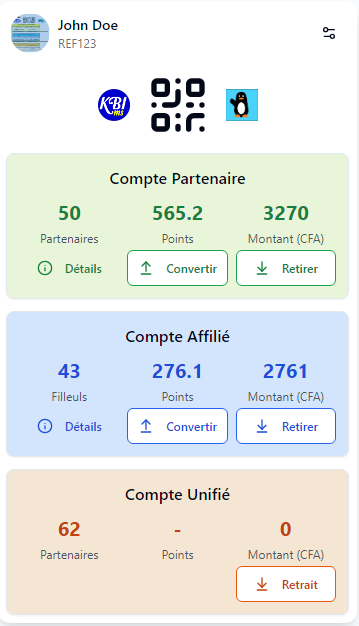 John Doe
REF123
KBI
ms
Compte Partenaire
50 565.2 3270
Partenaires Points Montant (CFA)
Détails Convertir Retirer
Compte Affilié
43 276.1 2761
Filleuls Points Montant (CFA)
Détails Convertir Retirer
Compte Unifié
62 - 0
Partenaires Points Montant (CFA)
Retrait